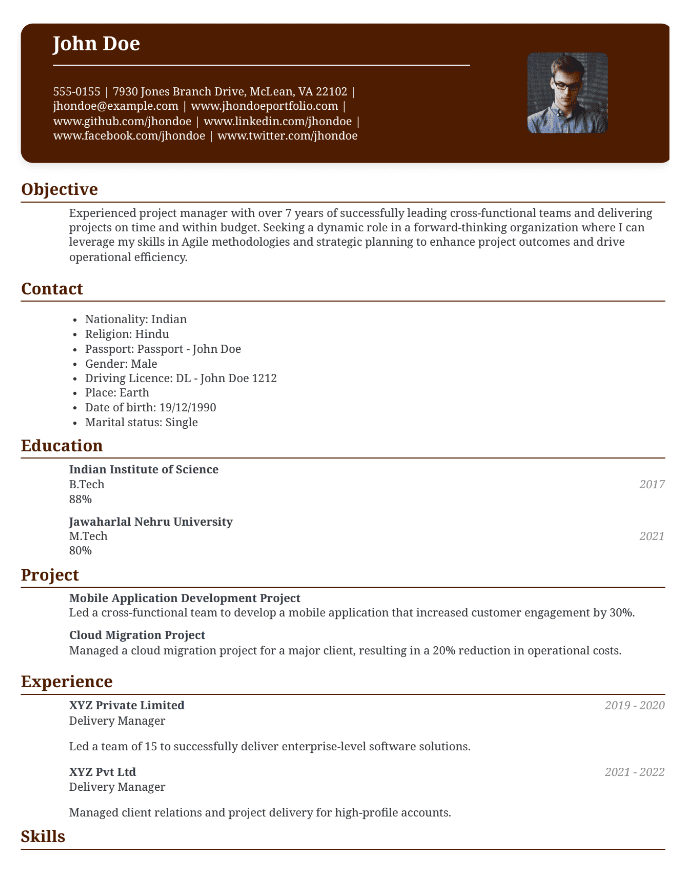 John Doe
555-0155 | 7930 Jones Branch Drive, McLean, VA 22102 |
jhondoe@example.com | www.jhondoeportfolio.com |
www.github.com/jhondoe | www.linkedin.com/jhondoe |
www.facebook.com/jhondoe | www.twitter.com/jhondoe
Objective
Experienced project manager with over 7 years of successfully leading cross-functional teams and delivering
projects on time and within budget. Seeking a dynamic role in a forward-thinking organization where I can
leverage my skills in Agile methodologies and strategic planning to enhance project outcomes and drive
operational efficiency.
Contact
• Nationality: Indian
• Religion: Hindu
• Passport: Passport - John Doe
• Gender: Male
• Driving Licence: DL - John Doe 1212
• Place: Earth
• Date of birth: 19/12/1990
• Marital status: Single
Education
Indian Institute of Science
B.Tech 2017
88%
Jawaharlal Nehru University
M.Tech 2021
80%
Project
Mobile Application Development Project
Led a cross-functional team to develop a mobile application that increased customer engagement by 30%.
Cloud Migration Project
Managed a cloud migration project for a major client, resulting in a 20% reduction in operational costs.
Experience
XYZ Private Limited 2019 - 2020
Delivery Manager
Led a team of 15 to successfully deliver enterprise-level software solutions.
XYZ Pvt Ltd 2021 - 2022
Delivery Manager
Managed client relations and project delivery for high-profile accounts.
Skills